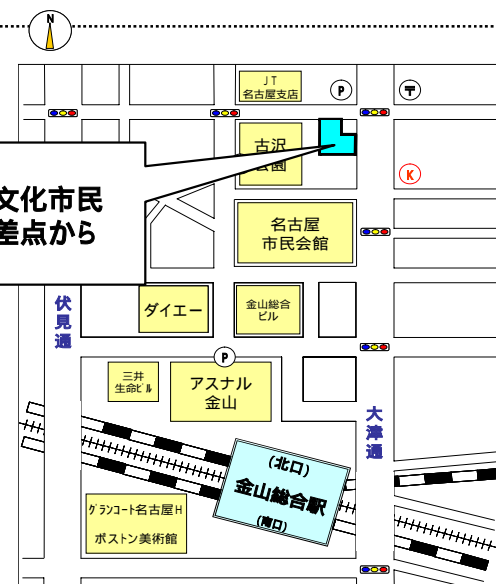 N
JT
名古屋支店
P
〒
古沢
公園
K
文化市民
差点から
名古屋
市民会館
伏見通
ダイエー
金山総合
ビル
P
三井
生命ビル
アスナル
金山
大津通
(北口)
金山総合駅
(南口)
グランコート名古屋H
ボストン美術館